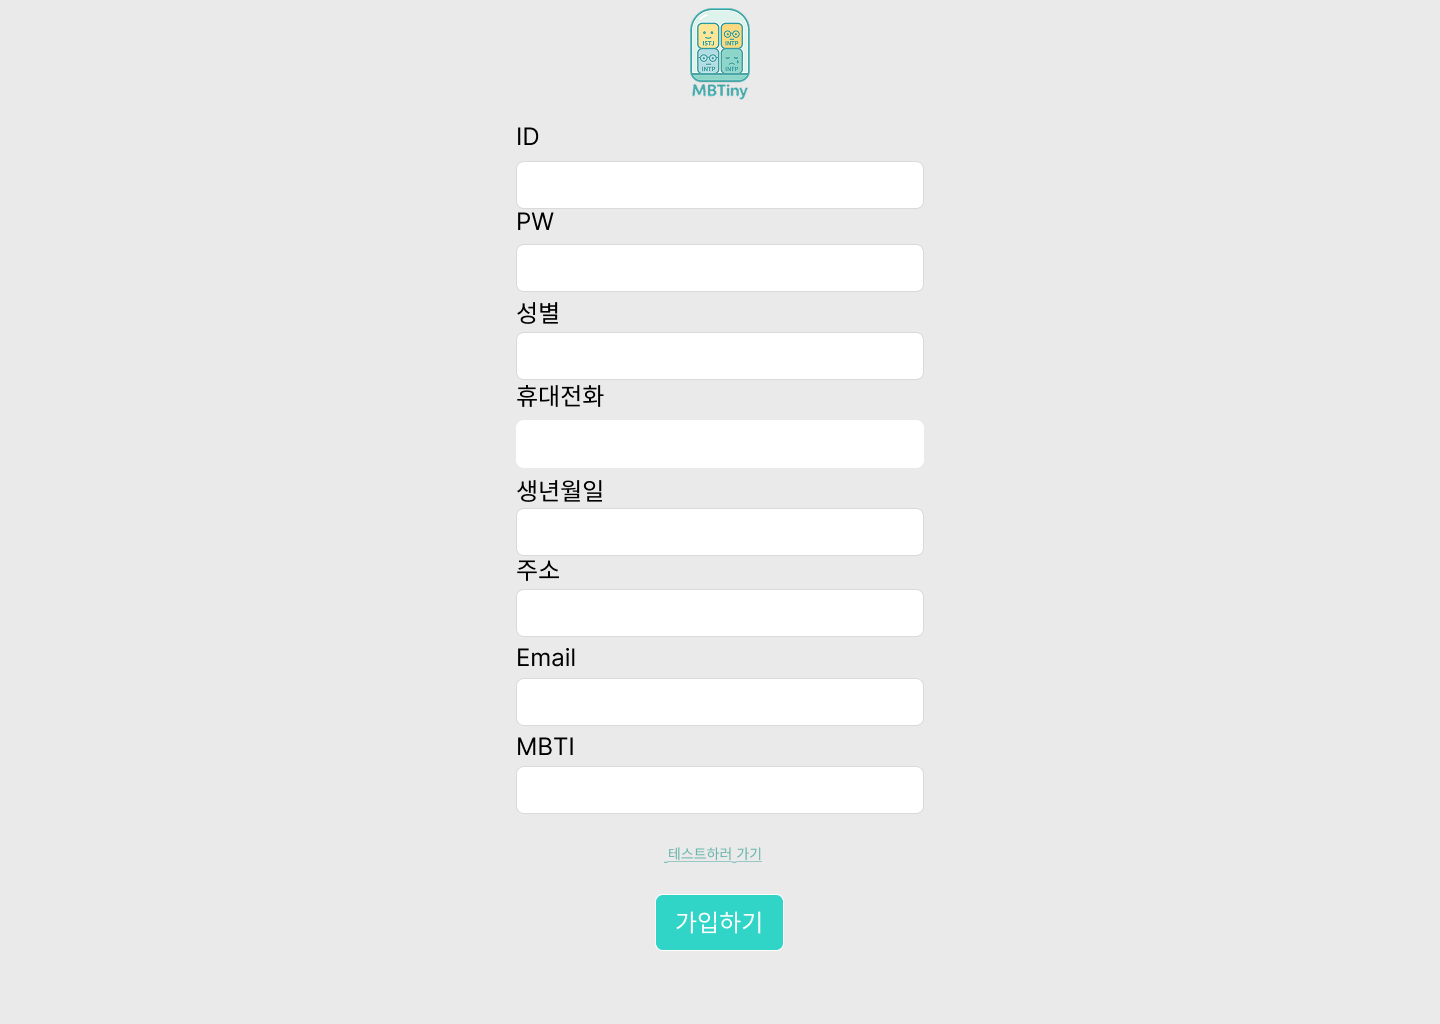 ISTJ INTP
INTP INFP
MBTiny
ID
PW
성별
휴대전화
생년월일
주소
Email
MBTI
테스트하러 가기
가입하기